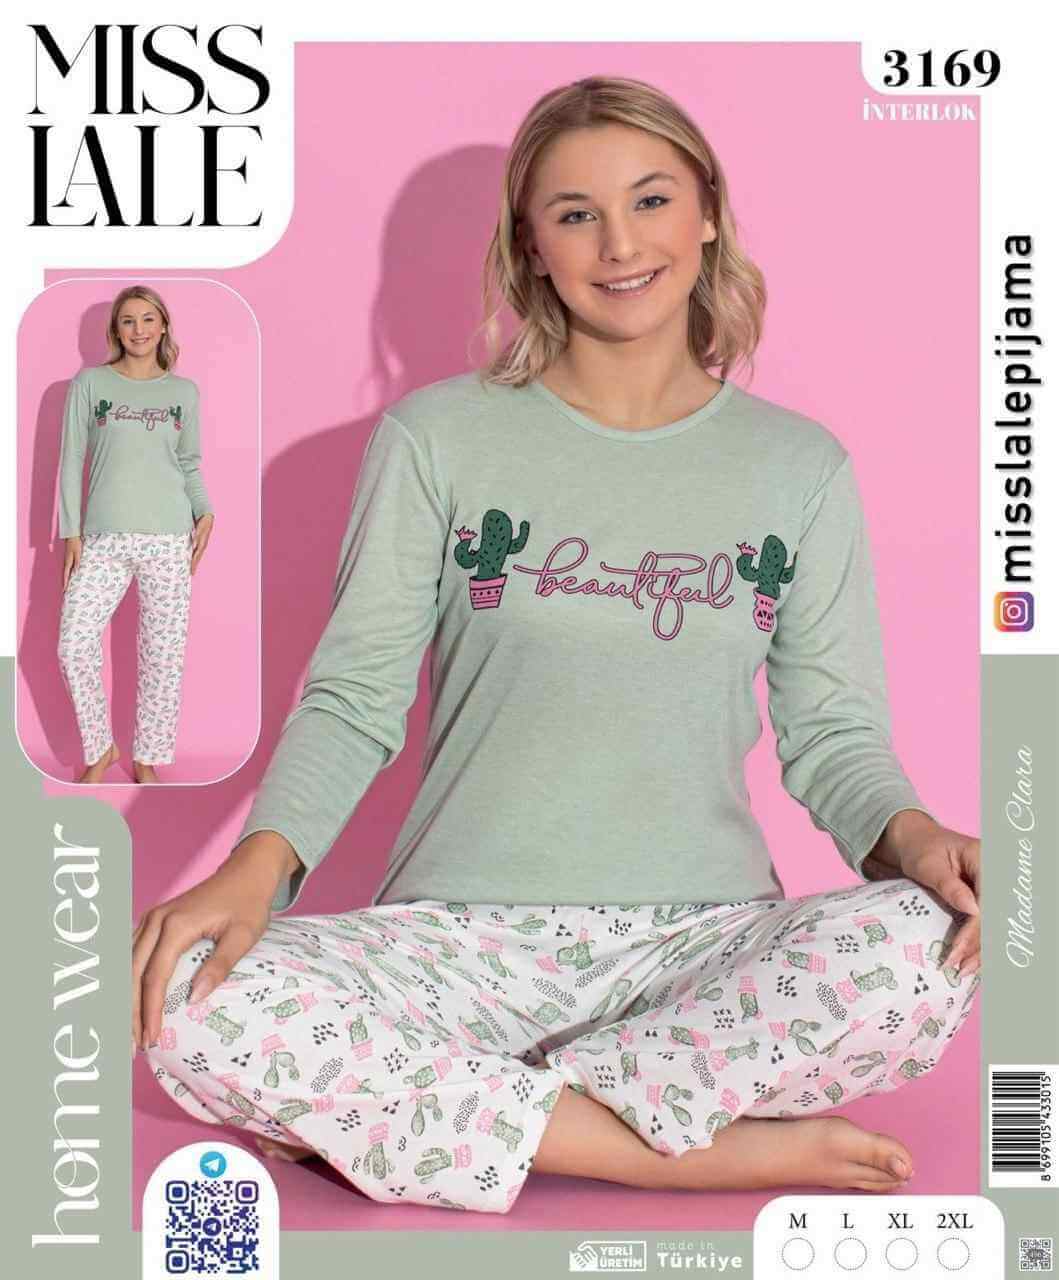 MISS
LALE
3169
İNTERLOK
misslalepijama
beautiful
beautiful
Madame Clara
home wear
8 699105 433015
M L XL 2XL
YERLİ
ÜRETİM
made in
Türkiye